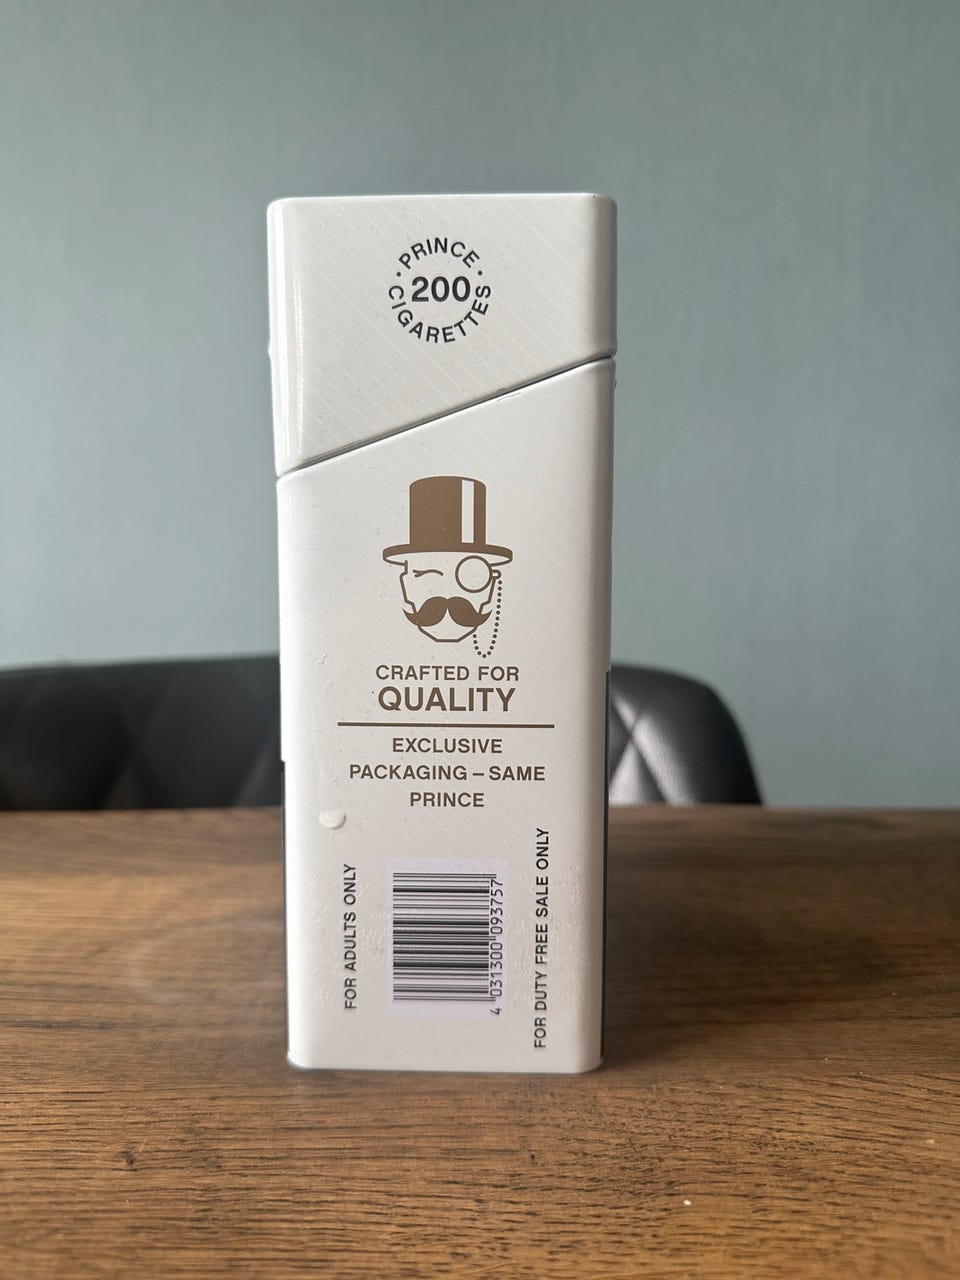 · PRINCE ·
200
CIGARETTES
CRAFTED FOR
QUALITY
EXCLUSIVE
PACKAGING – SAME
PRINCE
FOR ADULTS ONLY
4 031300 093757
FOR DUTY FREE SALE ONLY